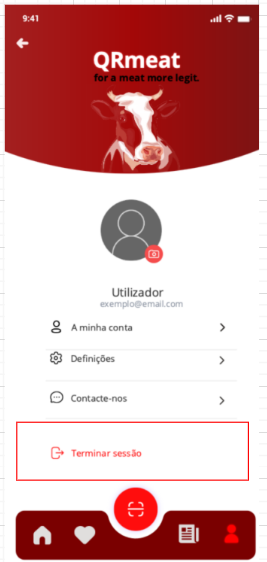 9:41
QRmeat
for a meat more legit.
Utilizador
exemplo@email.com
A minha conta
Definições
Contacte-nos
Terminar sessão